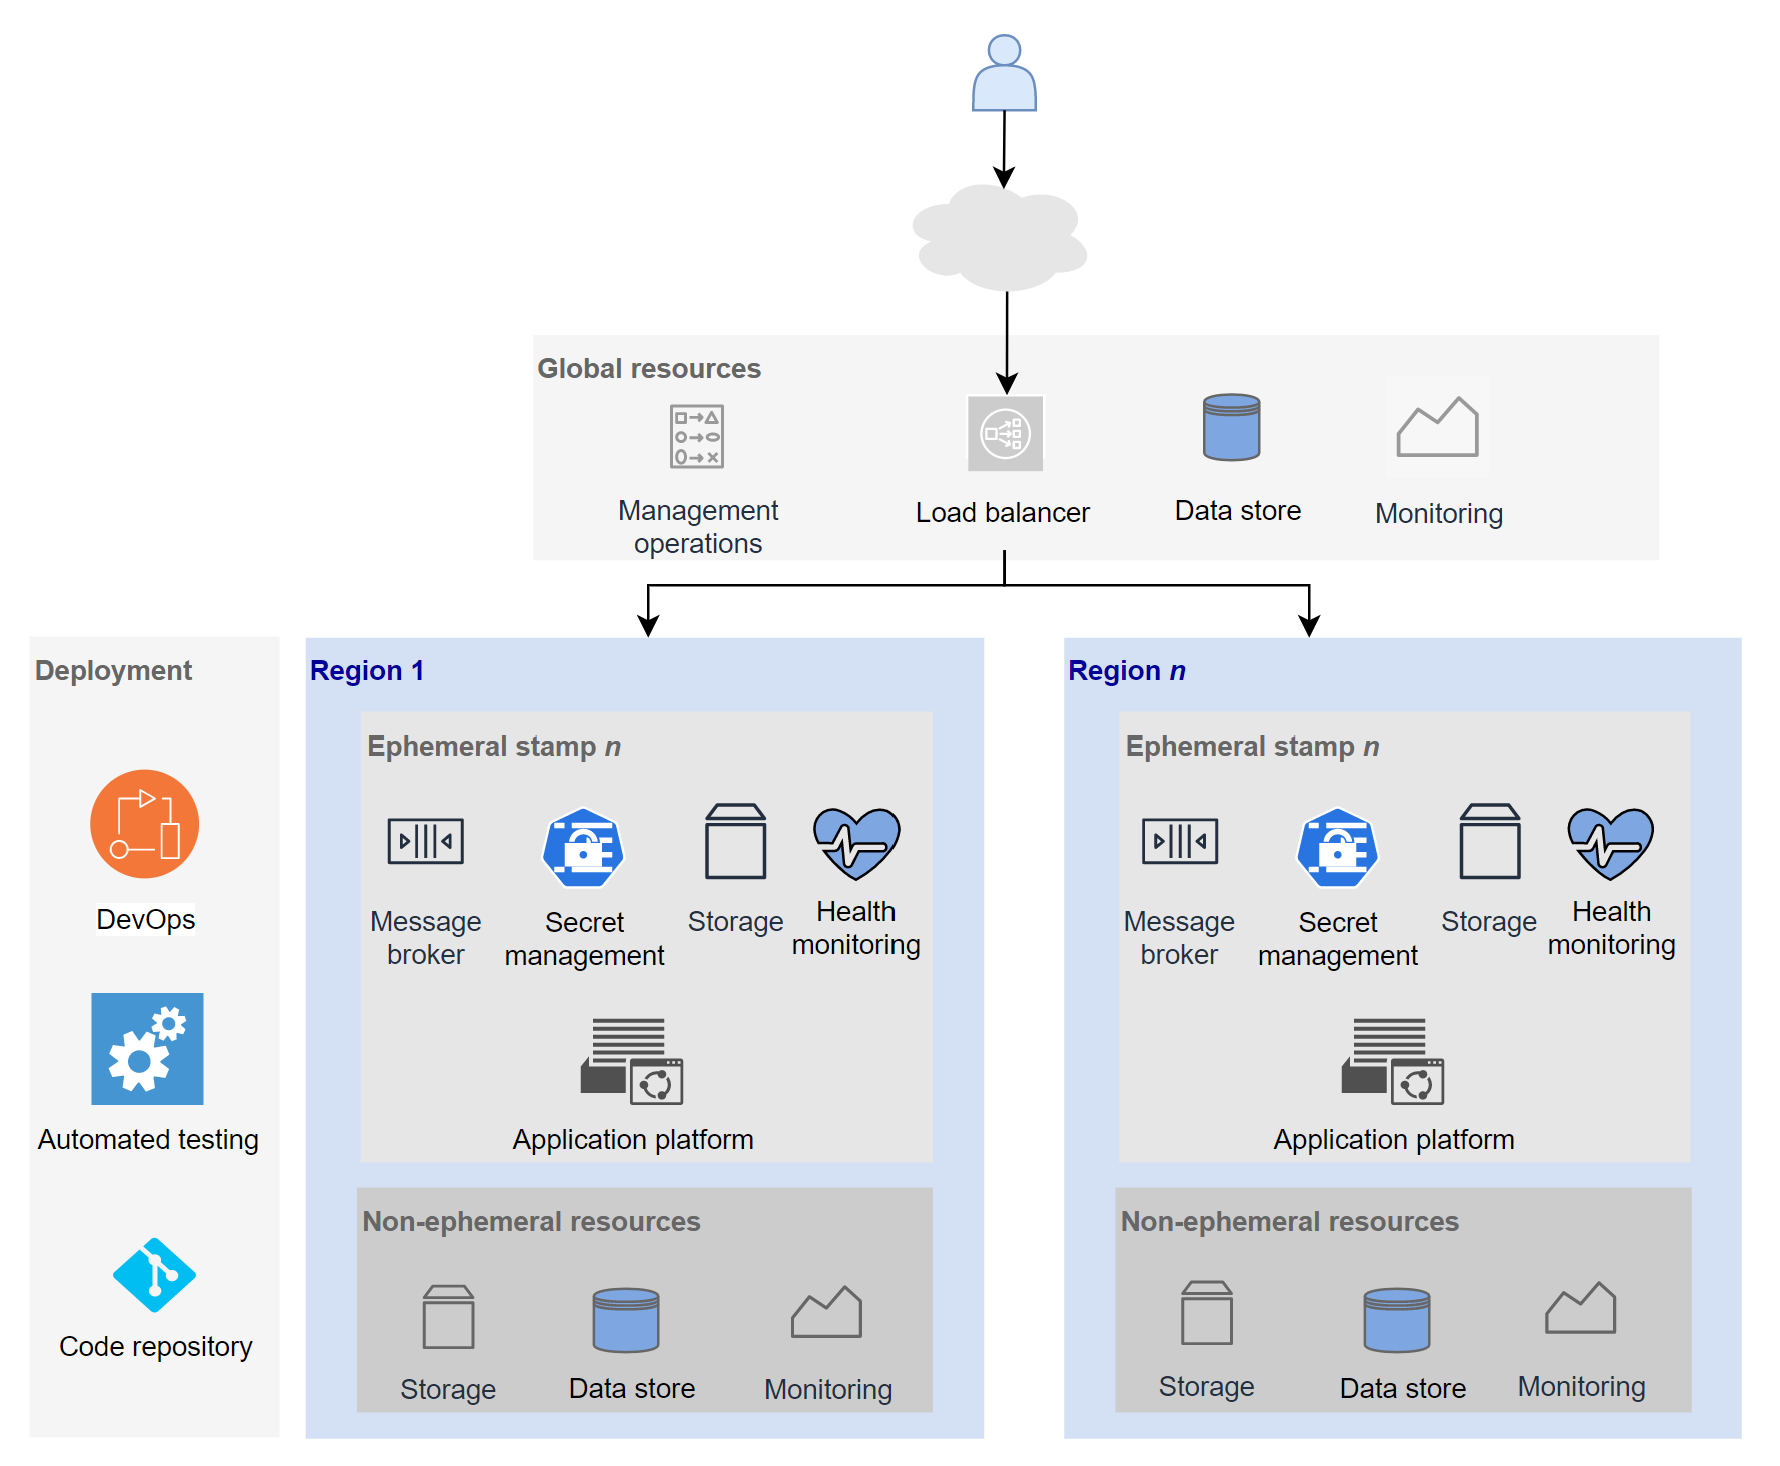 Global resources
Management
operations
Load balancer
Data store
Monitoring
Deployment
DevOps
Automated testing
Code repository
Region 1
Ephemeral stamp n
Message
broker
Secret
management
Storage
Health
monitoring
Application platform
Non-ephemeral resources
Storage
Data store
Monitoring
Region n
Ephemeral stamp n
Message
broker
Secret
management
Storage
Health
monitoring
Application platform
Non-ephemeral resources
Storage
Data store
Monitoring